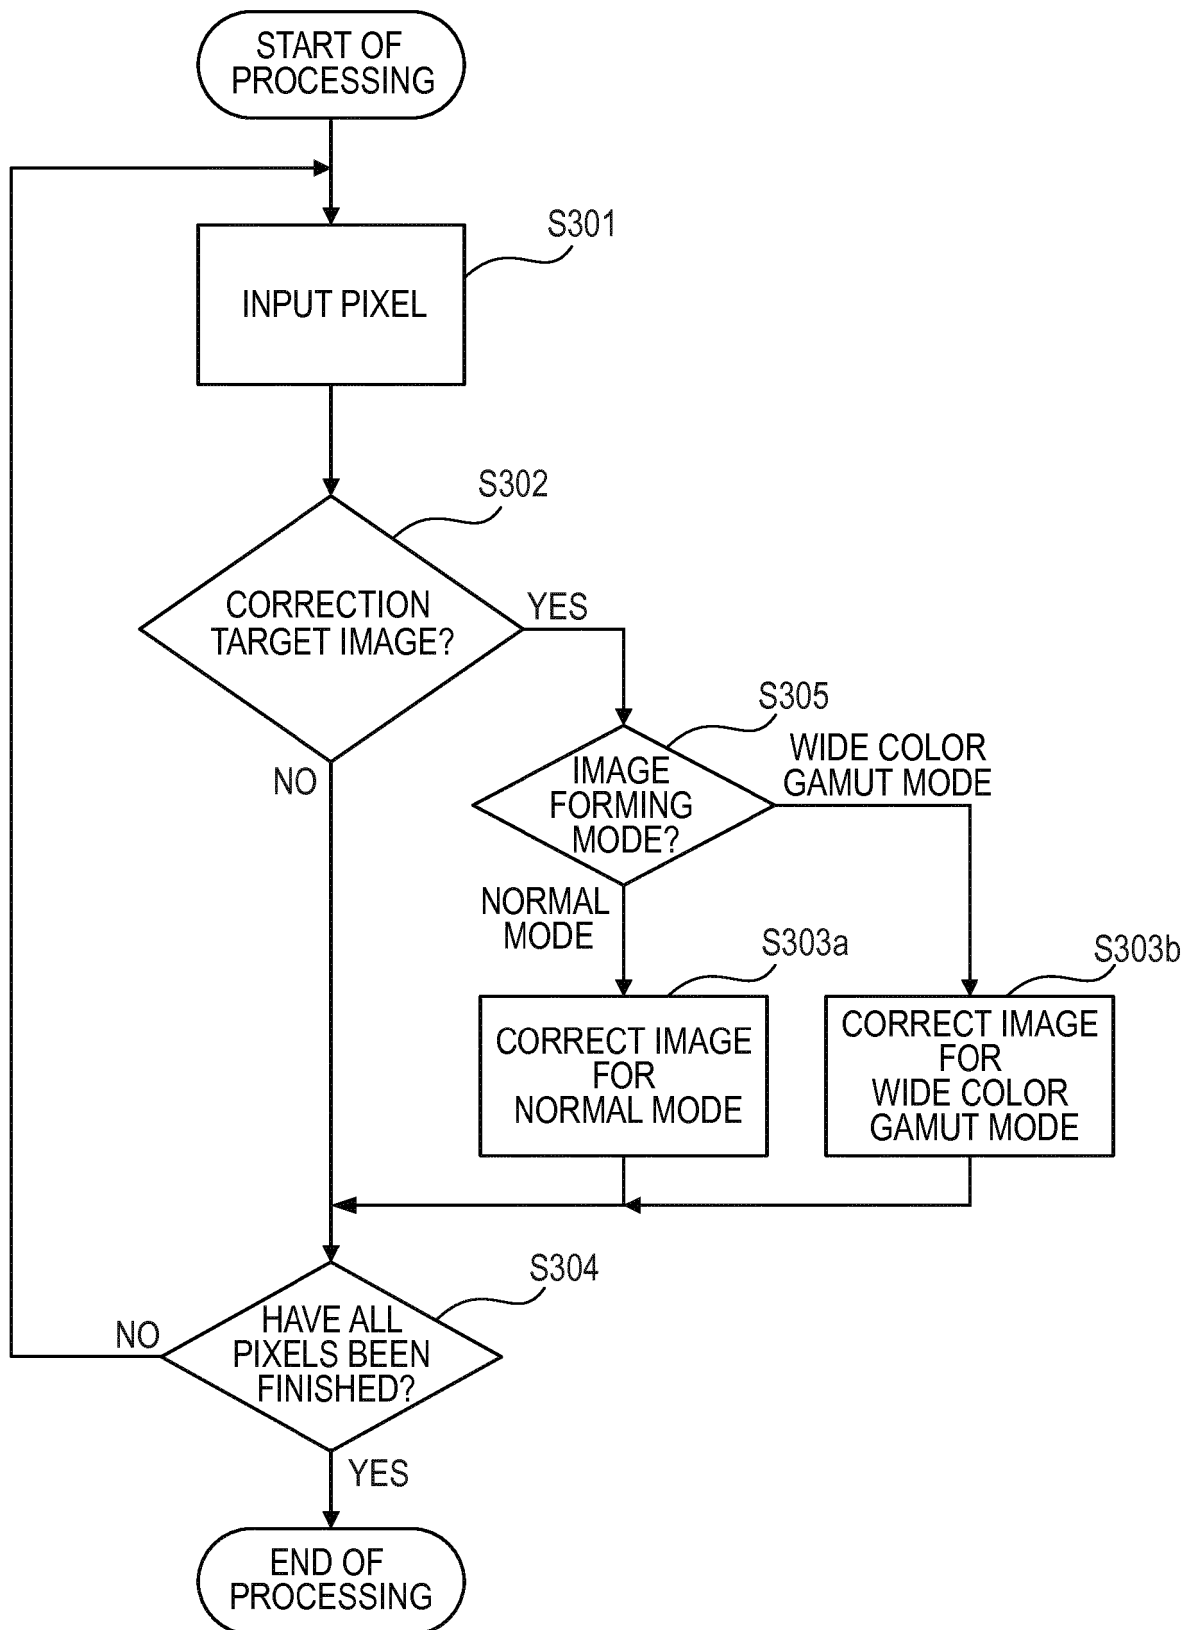 START OF
PROCESSING
S301
INPUT PIXEL
S302
CORRECTION
TARGET IMAGE?
YES
NO
S305
IMAGE
FORMING
MODE?
WIDE COLOR
GAMUT MODE
NORMAL
MODE
S303a
CORRECT IMAGE
FOR
NORMAL MODE
S303b
CORRECT IMAGE
FOR
WIDE COLOR
GAMUT MODE
S304
HAVE ALL
PIXELS BEEN
FINISHED?
NO
YES
END OF
PROCESSING